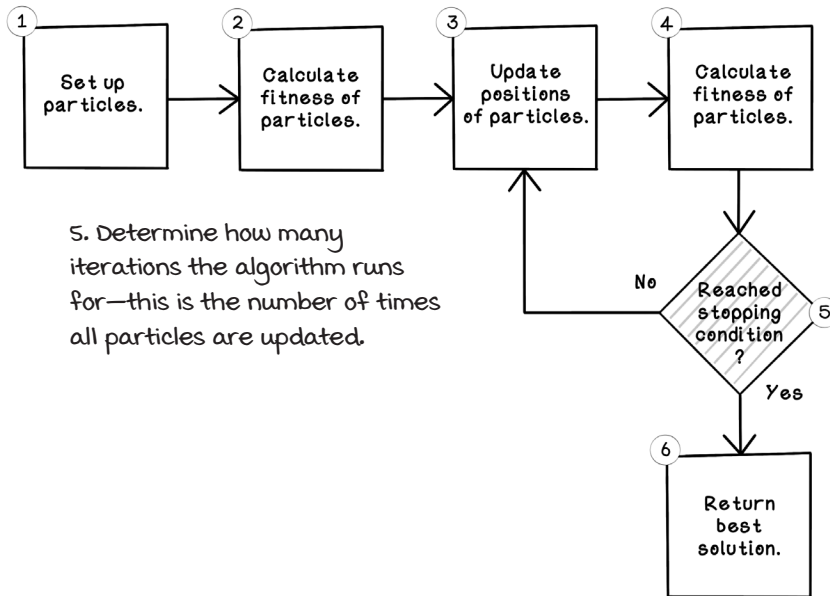 1
Set up
particles.
2
Calculate
fitness of
particles.
3
Update
positions
of particles.
4
Calculate
fitness of
particles.
5. Determine how many
iterations the algorithm runs
for—this is the number of times
all particles are updated.
No
Reached
stopping
condition
?
5
Yes
6
Return
best
solution.